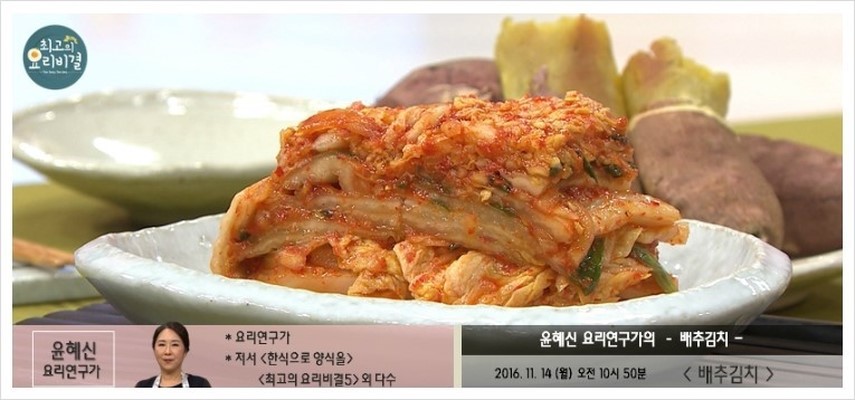 최고의
요리비결
윤혜신
요리연구가
* 요리연구가
* 저서 <한식으로 양식을>
<최고의 요리비결5> 외 다수
윤혜신 요리연구가의 - 배추김치 -
2016. 11. 14 (월) 오전 10시 50분
< 배추김치 >